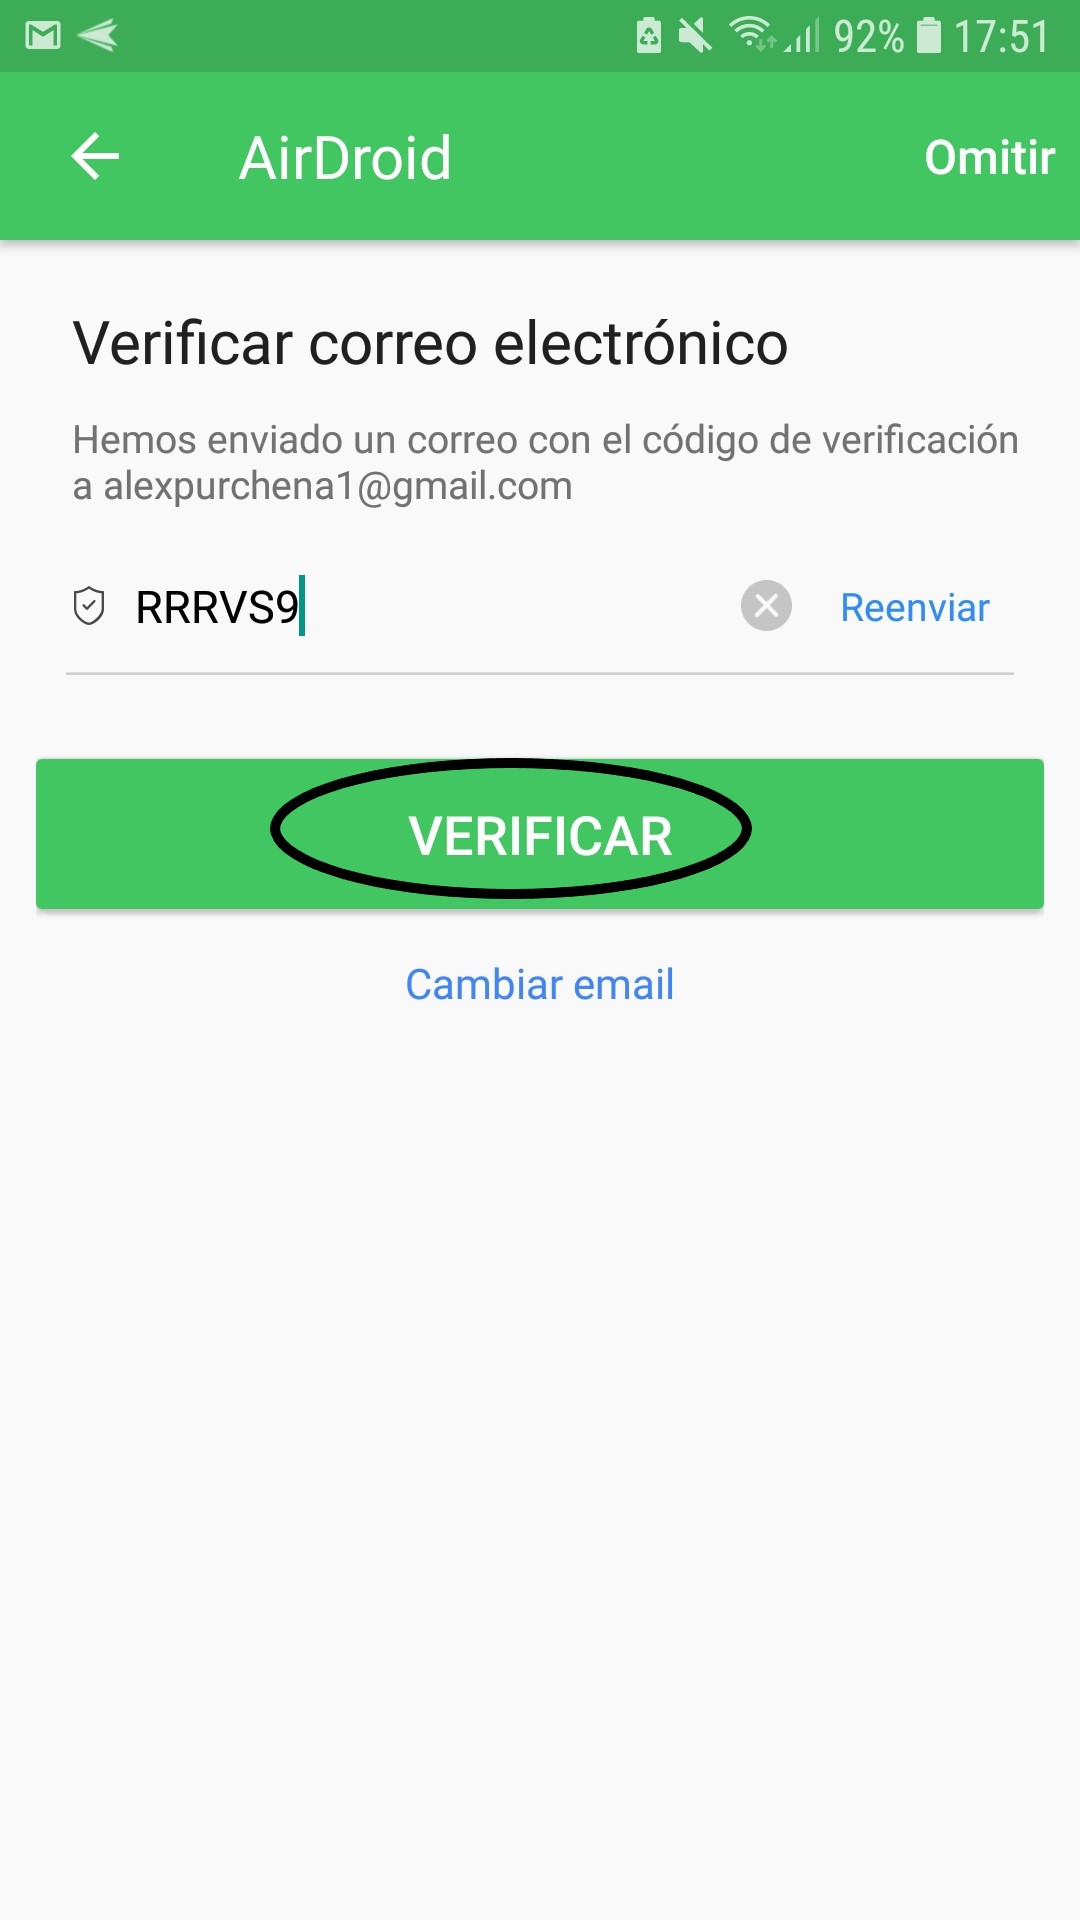 92% 17:51
AirDroid Omitir
Verificar correo electrónico
Hemos enviado un correo con el código de verificación
a alexpurchena1@gmail.com
RRRVS9 Reenviar
VERIFICAR
Cambiar email